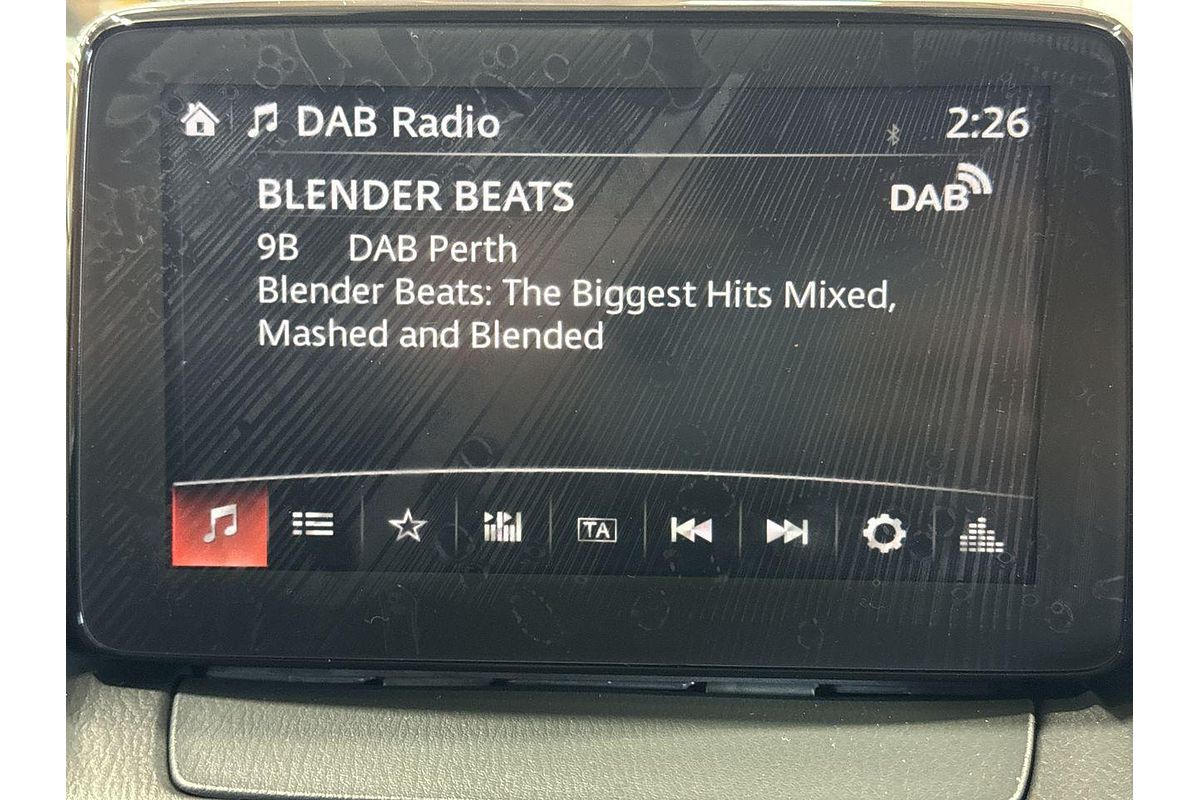 DAB Radio 2:26
BLENDER BEATS DAB
9B DAB Perth
Blender Beats: The Biggest Hits Mixed,
Mashed and Blended
TA